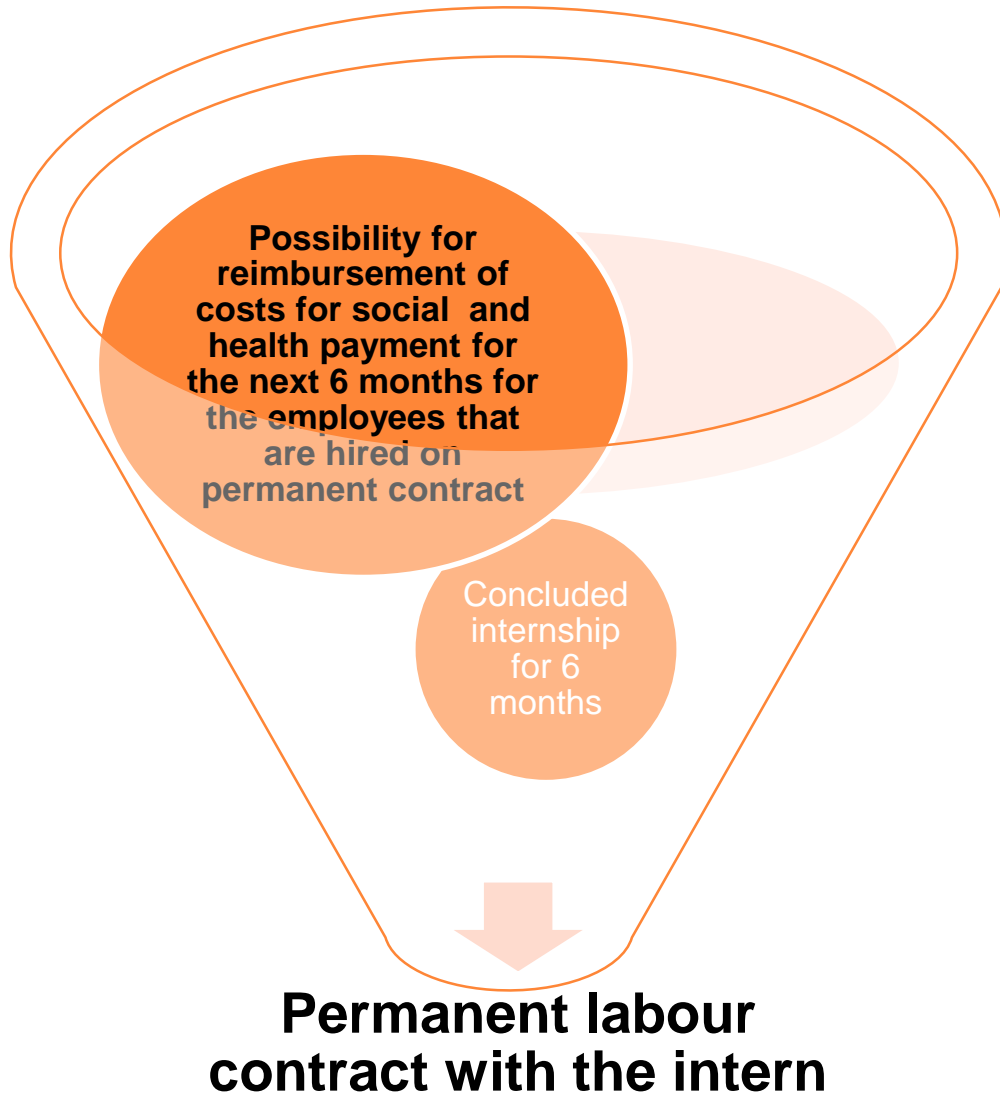 Possibility for
reimbursement of
costs for social and
health payment for
the next 6 months for
the employees that
are hired on
permanent contract
Concluded
internship
for 6
months
Permanent labour
contract with the intern